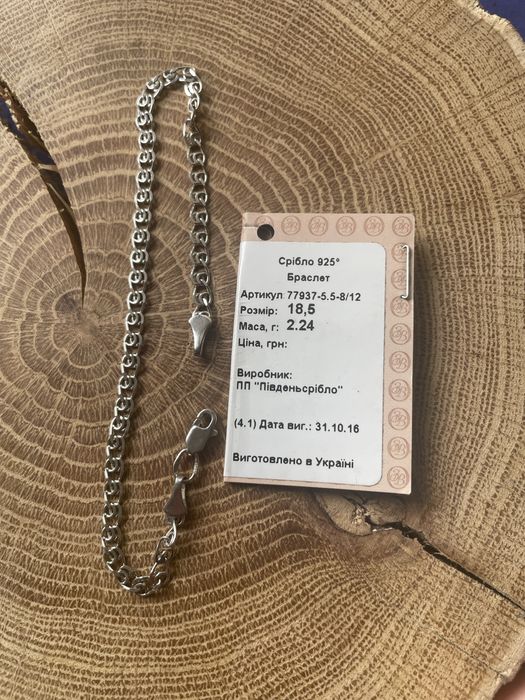 Срібло 925°
Браслет
Артикул 77937-5.5-8/12
Розмір: 18,5
Маса, г: 2.24
Ціна, грн:
Виробник:
ПП "Південьсрібло"
(4.1) Дата виг.: 31.10.16
Виготовлено в Україні